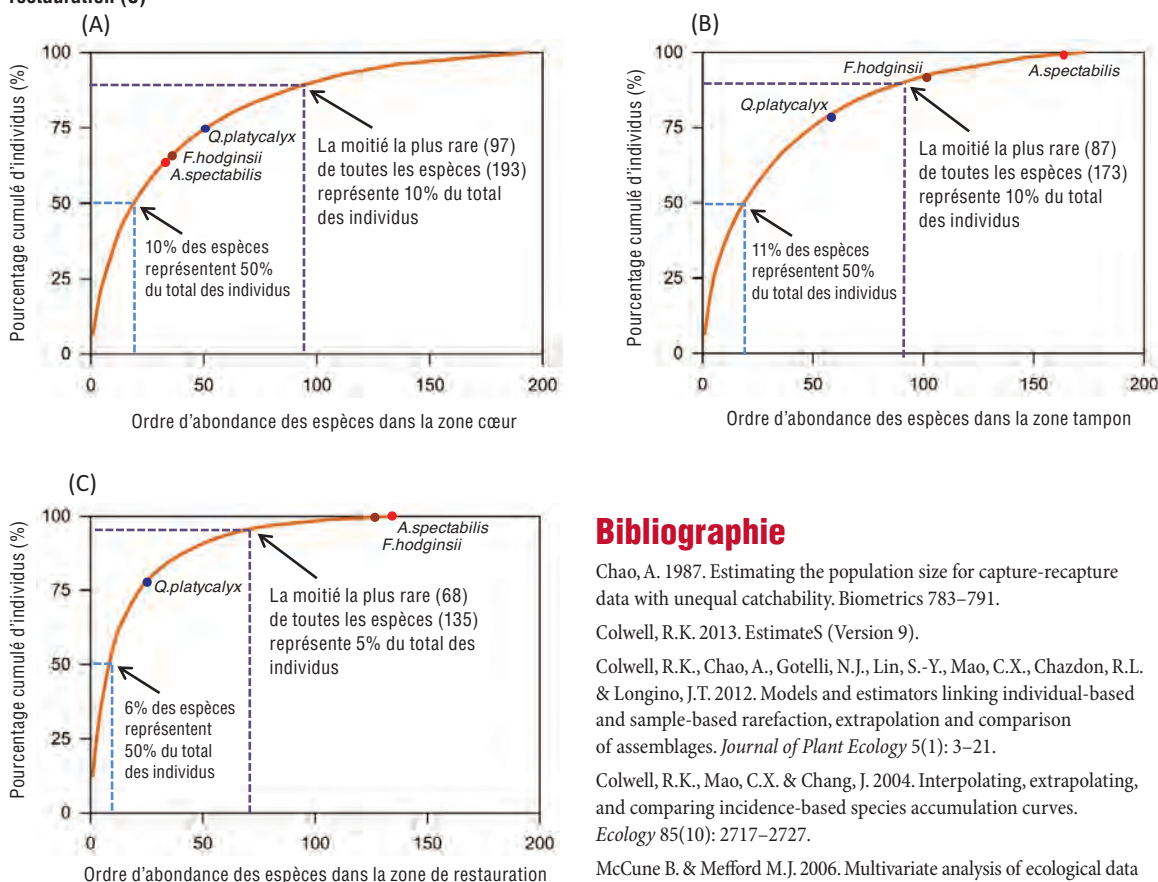 restauration (C)
(A)
Pourcentage cumulé d'individus (%)
100
75
50
25
0
Q.platycalyx
F.hodginsii
A.spectabilis
La moitié la plus rare (97)
de toutes les espèces (193)
représente 10% du total
des individus
10% des espèces
représentent 50%
du total des individus
0 50 100 150 200
Ordre d'abondance des espèces dans la zone cœur
(B)
Pourcentage cumulé d'individus (%)
100
75
50
25
0
F.hodginsii
A.spectabilis
Q.platycalyx
La moitié la plus rare (87)
de toutes les espèces (173)
représente 10% du total
des individus
11% des espèces
représentent 50%
du total des individus
0 50 100 150 200
Ordre d'abondance des espèces dans la zone tampon
(C)
Pourcentage cumulé d'individus (%)
100
75
50
25
0
A.spectabilis
F.hodginsii
Q.platycalyx
La moitié la plus rare (68)
de toutes les espèces (135)
représente 5% du total des
individus
6% des espèces
représentent
50% du total
des individus
0 50 100 150 200
Ordre d'abondance des espèces dans la zone de restauration
Bibliographie
Chao, A. 1987. Estimating the population size for capture-recapture
data with unequal catchability. Biometrics 783–791.
Colwell, R.K. 2013. EstimateS (Version 9).
Colwell, R.K., Chao, A., Gotelli, N.J., Lin, S.-Y., Mao, C.X., Chazdon, R.L.
& Longino, J.T. 2012. Models and estimators linking individual-based
and sample-based rarefaction, extrapolation and comparison
of assemblages. Journal of Plant Ecology 5(1): 3–21.
Colwell, R.K., Mao, C.X. & Chang, J. 2004. Interpolating, extrapolating,
and comparing incidence-based species accumulation curves.
Ecology 85(10): 2717–2727.
McCune B. & Mefford M.J. 2006. Multivariate analysis of ecological data